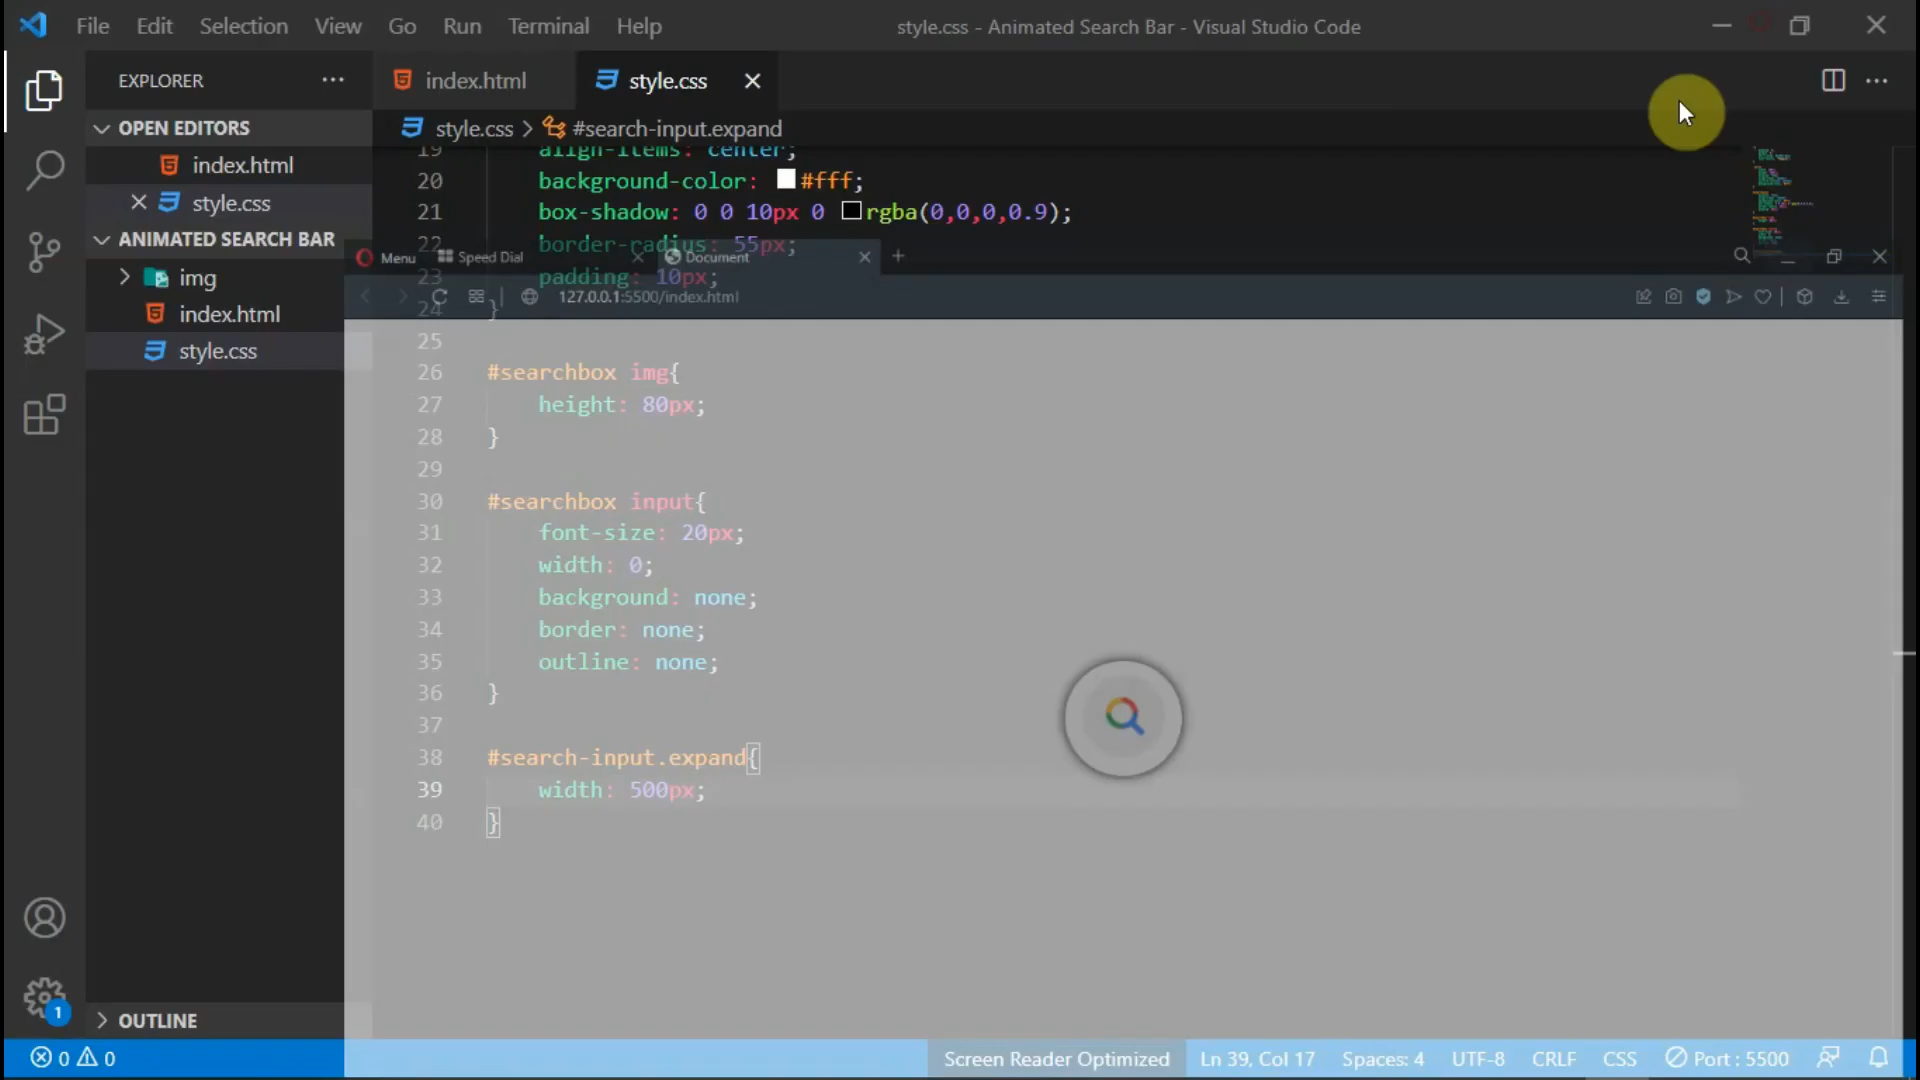 File Edit Selection View Go Run Terminal Help style.css - Animated Search Bar - Visual Studio Code
EXPLORER
OPEN EDITORS
index.html
style.css
ANIMATED SEARCH BAR
img
index.html
style.css
OUTLINE
index.html style.css
style.css > #search-input.expand
19 align-items: center;
20 background-color: #fff;
21 box-shadow: 0 0 10px 0 rgba(0,0,0,0.9);
22 border-radius: 55px;
23 padding: 10px;
24 }
25
26 #searchbox img{
27 height: 80px;
28 }
29
30 #searchbox input{
31 font-size: 20px;
32 width: 0;
33 background: none;
34 border: none;
35 outline: none;
36 }
37
38 #search-input.expand{
39 width: 500px;
40 }
Menu Speed Dial Document
127.0.0.1:5500/index.html
1
0 0 Screen Reader Optimized Ln 39, Col 17 Spaces: 4 UTF-8 CRLF CSS Port : 5500